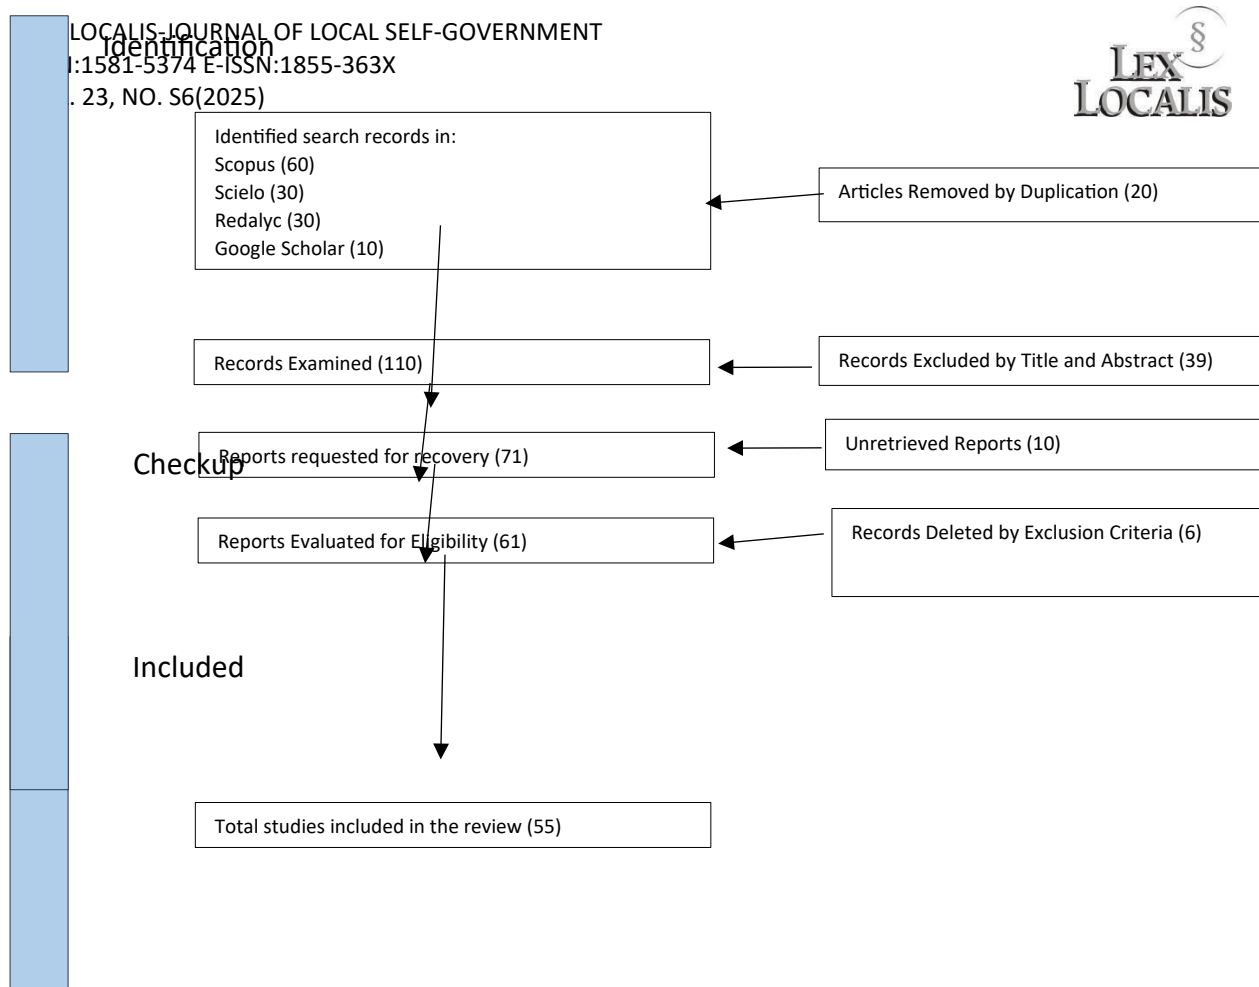 LOCALIS-JOURNAL OF LOCAL SELF-GOVERNMENT
Identification
:1581-5374 E-ISSN:1855-363X
. 23, NO. S6(2025)
§
LEX
LOCALIS
Identified search records in:
Scopus (60)
Scielo (30)
Redalyc (30)
Google Scholar (10)
Articles Removed by Duplication (20)
Records Examined (110)
Records Excluded by Title and Abstract (39)
Checkup
Reports requested for recovery (71)
Unretrieved Reports (10)
Reports Evaluated for Eligibility (61)
Records Deleted by Exclusion Criteria (6)
Included
Total studies included in the review (55)